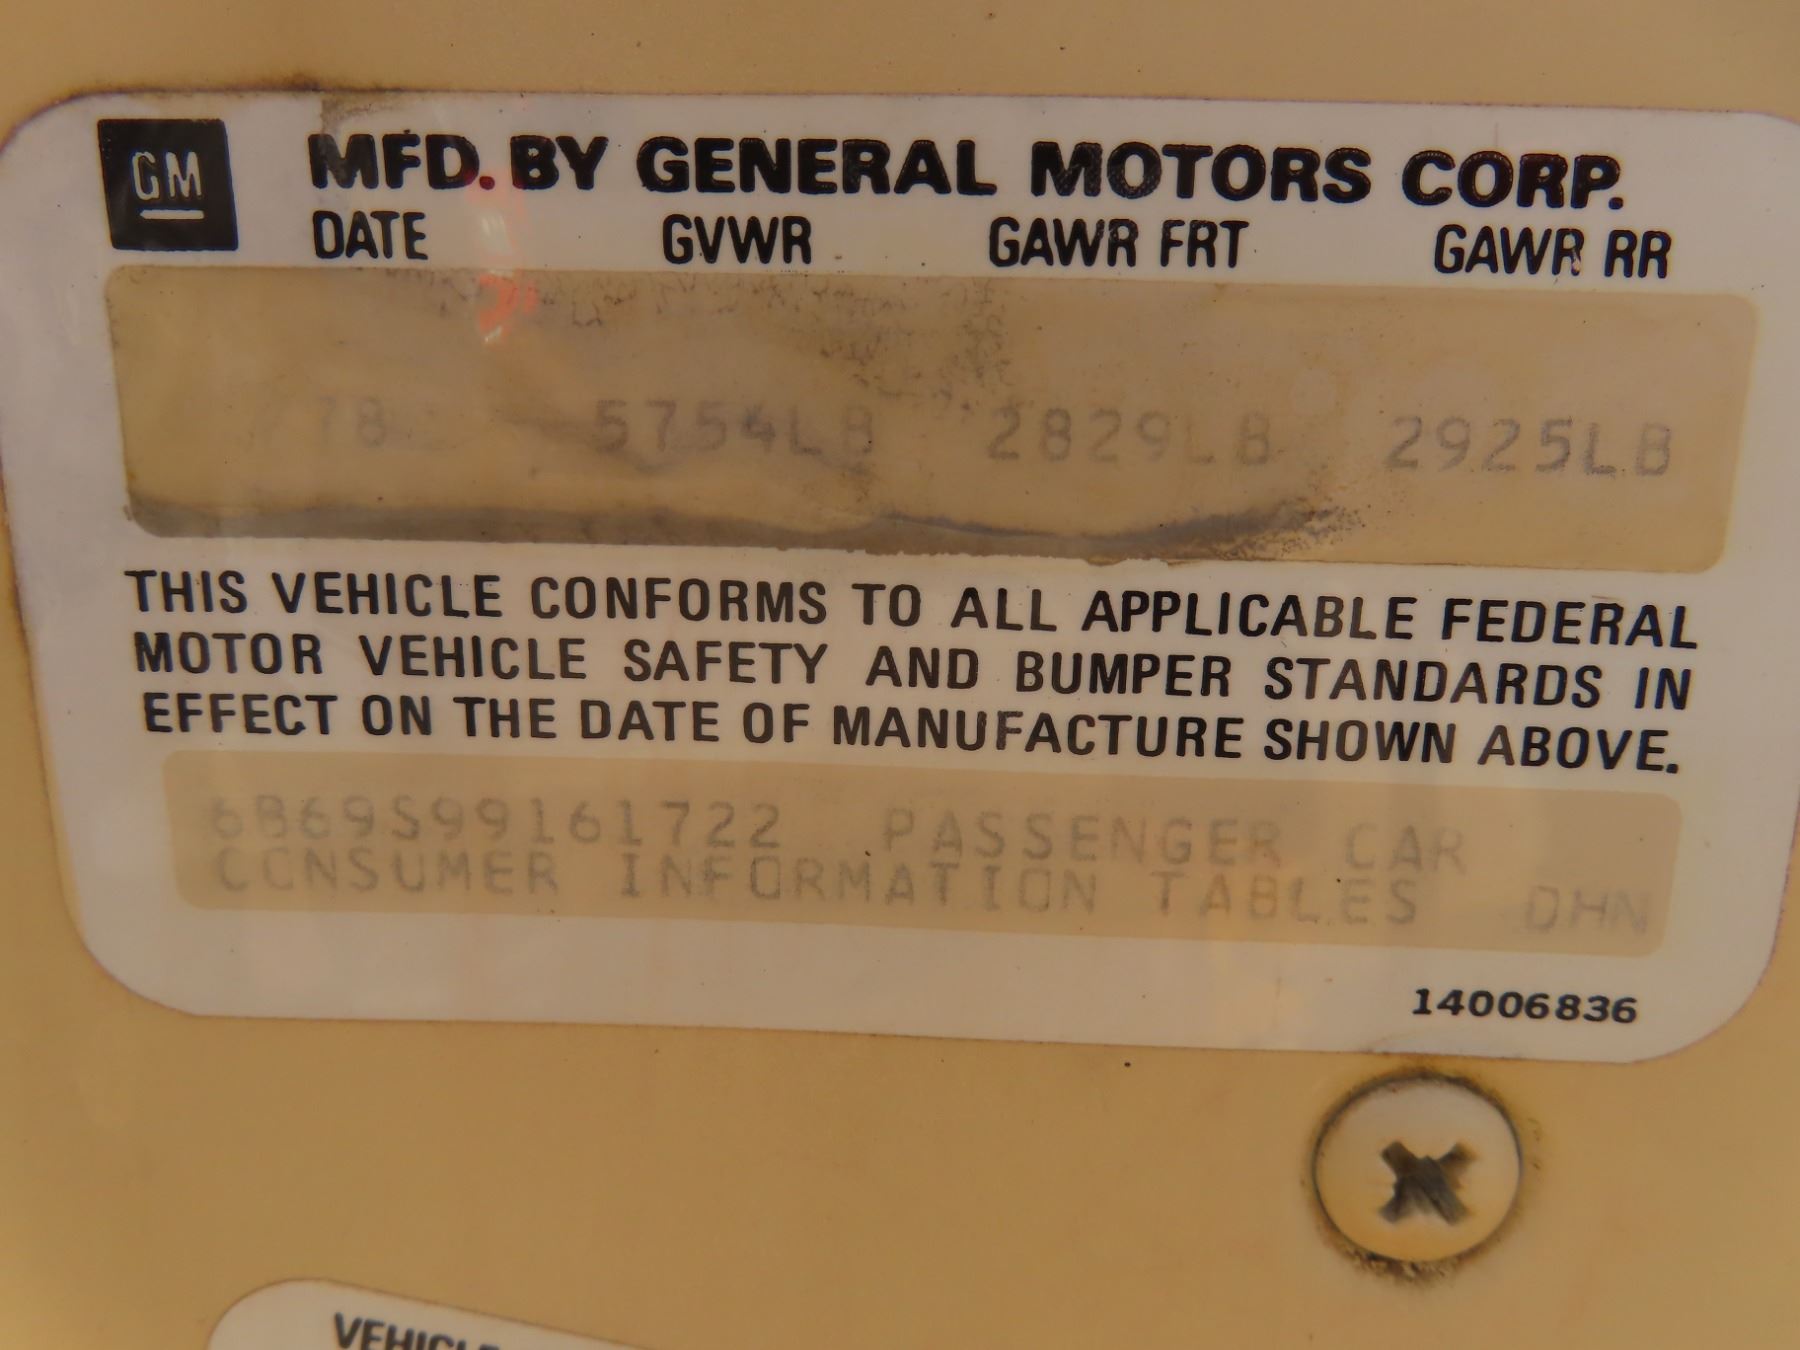 GM MFD. BY GENERAL MOTORS CORP.
DATE GVWR GAWR FRT GAWR RR
78 5754LB 2829LB 2925LB
THIS VEHICLE CONFORMS TO ALL APPLICABLE FEDERAL
MOTOR VEHICLE SAFETY AND BUMPER STANDARDS IN
EFFECT ON THE DATE OF MANUFACTURE SHOWN ABOVE.
6B69S99161722 PASSENGER CAR
CONSUMER INFORMATION TABLES DHN
14006836